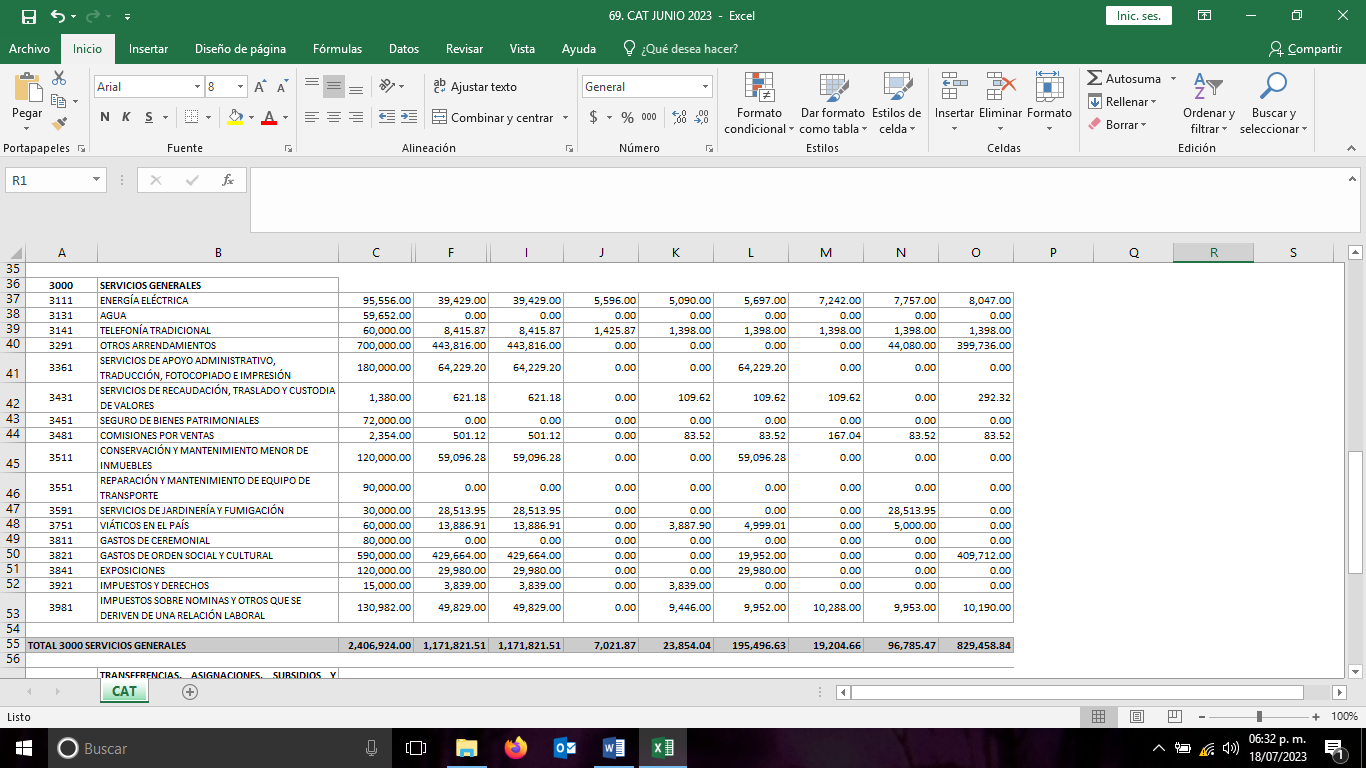 69. CAT JUNIO 2023 - Excel
Inic. ses.
Archivo Inicio Insertar Diseño de página Fórmulas Datos Revisar Vista Ayuda ¿Qué desea hacer? Compartir
Pegar
Portapapeles
Arial 8
N K S
Fuente
Ajustar texto
Combinar y centrar
Alineación
General
$ % 000
Número
Formato condicional
Dar formato como tabla
Estilos de celda
Estilos
Insertar Eliminar Formato
Celdas
Autosuma
Rellenar
Borrar
Ordenar y filtrar
Buscar y seleccionar
Edición
R1 fx
A B C F I J K L M N O P Q R S
35
36 3000 SERVICIOS GENERALES
37 3111 ENERGÍA ELÉCTRICA 95,556.00 39,429.00 39,429.00 5,596.00 5,090.00 5,697.00 7,242.00 7,757.00 8,047.00
38 3131 AGUA 59,652.00 0.00 0.00 0.00 0.00 0.00 0.00 0.00 0.00
39 3141 TELEFONÍA TRADICIONAL 60,000.00 8,415.87 8,415.87 1,425.87 1,398.00 1,398.00 1,398.00 1,398.00 1,398.00
40 3291 OTROS ARRENDAMIENTOS 700,000.00 443,816.00 443,816.00 0.00 0.00 0.00 0.00 44,080.00 399,736.00
41 3361 SERVICIOS DE APOYO ADMINISTRATIVO,
TRADUCCIÓN, FOTOCOPIADO E IMPRESIÓN 180,000.00 64,229.20 64,229.20 0.00 0.00 64,229.20 0.00 0.00 0.00
42 3431 SERVICIOS DE RECAUDACIÓN, TRASLADO Y CUSTODIA
DE VALORES 1,380.00 621.18 621.18 0.00 109.62 109.62 109.62 0.00 292.32
43 3451 SEGURO DE BIENES PATRIMONIALES 72,000.00 0.00 0.00 0.00 0.00 0.00 0.00 0.00 0.00
44 3481 COMISIONES POR VENTAS 2,354.00 501.12 501.12 0.00 83.52 83.52 167.04 83.52 83.52
45 3511 CONSERVACIÓN Y MANTENIMIENTO MENOR DE
INMUEBLES 120,000.00 59,096.28 59,096.28 0.00 0.00 59,096.28 0.00 0.00 0.00
46 3551 REPARACIÓN Y MANTENIMIENTO DE EQUIPO DE
TRANSPORTE 90,000.00 0.00 0.00 0.00 0.00 0.00 0.00 0.00 0.00
47 3591 SERVICIOS DE JARDINERÍA Y FUMIGACIÓN 30,000.00 28,513.95 28,513.95 0.00 0.00 0.00 0.00 28,513.95 0.00
48 3751 VIÁTICOS EN EL PAÍS 60,000.00 13,886.91 13,886.91 0.00 3,887.90 4,999.01 0.00 5,000.00 0.00
49 3811 GASTOS DE CEREMONIAL 80,000.00 0.00 0.00 0.00 0.00 0.00 0.00 0.00 0.00
50 3821 GASTOS DE ORDEN SOCIAL Y CULTURAL 590,000.00 429,664.00 429,664.00 0.00 0.00 19,952.00 0.00 0.00 409,712.00
51 3841 EXPOSICIONES 120,000.00 29,980.00 29,980.00 0.00 0.00 29,980.00 0.00 0.00 0.00
52 3921 IMPUESTOS Y DERECHOS 15,000.00 3,839.00 3,839.00 0.00 3,839.00 0.00 0.00 0.00 0.00
53 3981 IMPUESTOS SOBRE NOMINAS Y OTROS QUE SE
DERIVEN DE UNA RELACIÓN LABORAL 130,982.00 49,829.00 49,829.00 0.00 9,446.00 9,952.00 10,288.00 9,953.00 10,190.00
54
55 TOTAL 3000 SERVICIOS GENERALES 2,406,924.00 1,171,821.51 1,171,821.51 7,021.87 23,854.04 195,496.63 19,204.66 96,785.47 829,458.84
56
TRANSFERENCIAS, ASIGNACIONES, SUBSIDIOS Y
CAT
Listo 100%
Buscar
06:32 p. m.
18/07/2023
1